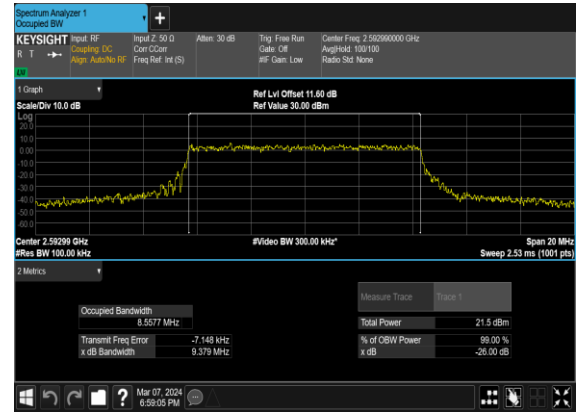 Spectrum Analyzer 1
Occupied BW
+
KEYSIGHT Input: RF Input Z: 50 Ω Atten: 30 dB Trig: Free Run Center Freq: 2.592990000 GHz
R T Coupling: DC Corr CCorr Gate: Off Avg|Hold: 100/100
Align: Auto/No RF Freq Ref: Int (S) #IF Gain: Low Radio Std: None
LNI
1 Graph
Ref Lvl Offset 11.60 dB
Scale/Div 10.0 dB Ref Value 30.00 dBm
Log
20.0
10.0
0.00
-10.0
-20.0
-30.0
-40.0
-50.0
-60.0
Center 2.59299 GHz #Video BW 300.00 kHz* Span 20 MHz
#Res BW 100.00 kHz Sweep 2.53 ms (1001 pts)
2 Metrics
Measure Trace Trace 1
Occupied Bandwidth
8.5577 MHz Total Power 21.5 dBm
Transmit Freq Error -7.148 kHz % of OBW Power 99.00 %
x dB Bandwidth 9.379 MHz x dB -26.00 dB
? Mar 07, 2024
6:59:05 PM